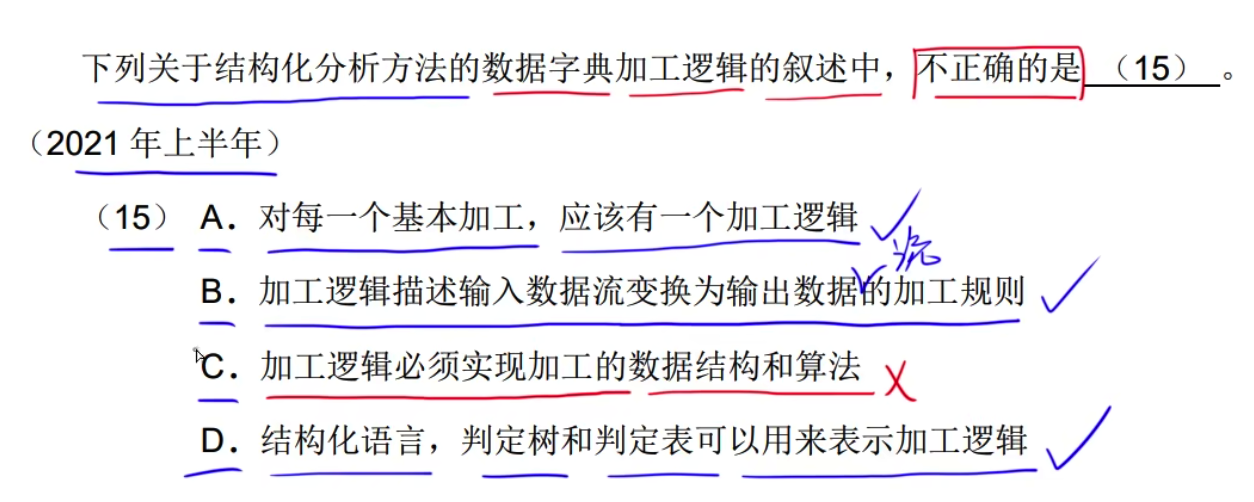 下列关于结构化分析方法的数据字典加工逻辑的叙述中，不正确的是 （15） 。
（2021 年上半年）
（15） A．对每一个基本加工，应该有一个加工逻辑
流
B．加工逻辑描述输入数据流变换为输出数据的加工规则
C．加工逻辑必须实现加工的数据结构和算法
D．结构化语言，判定树和判定表可以用来表示加工逻辑